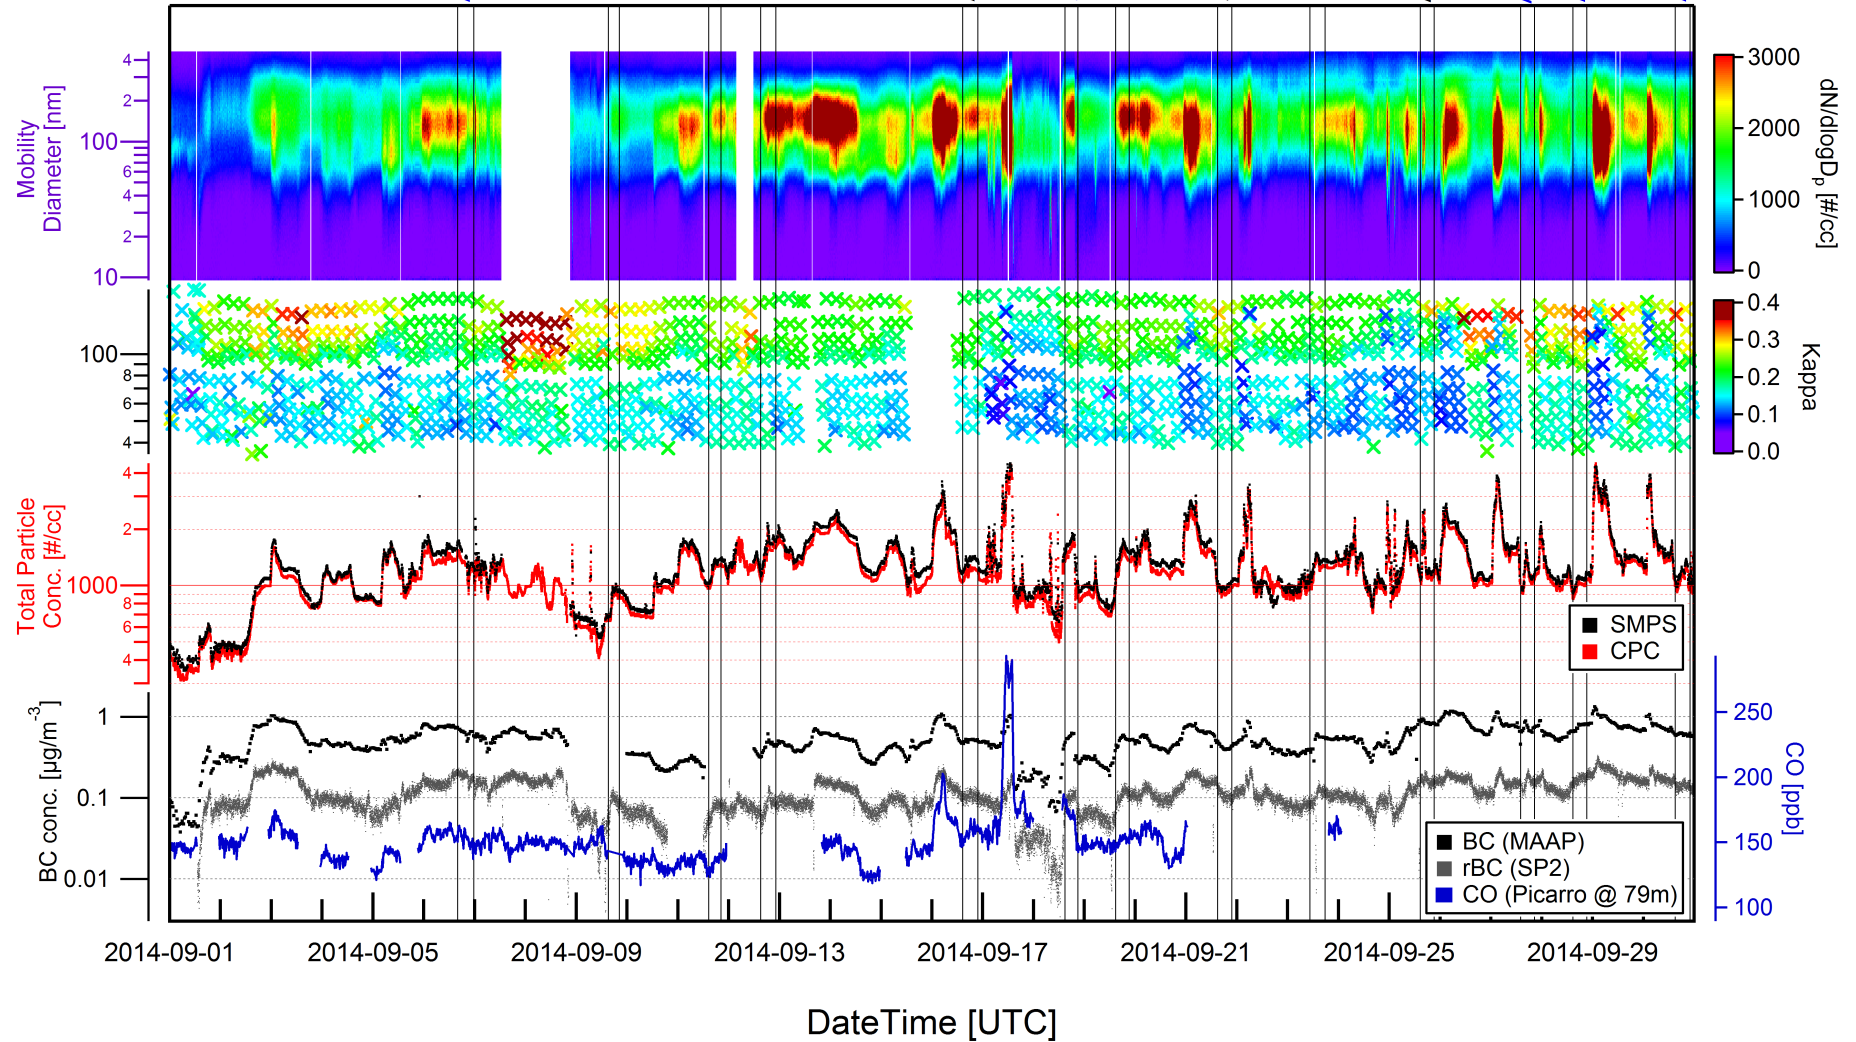 Mobility
Diameter [nm]
4
2
100
6
4
2
10
3000
2000
1000
0
dN/dlogDp [#/cc]
100
8
6
4
0.4
0.3
0.2
0.1
0.0
Kappa
Total Particle
Conc. [#/cc]
4
2
1000
8
6
4
SMPS
CPC
BC conc. [µg/m-3]
1
0.1
0.01
250
200
150
100
CO [ppb]
BC (MAAP)
rBC (SP2)
CO (Picarro @ 79m)
2014-09-01 2014-09-05 2014-09-09 2014-09-13 2014-09-17 2014-09-21 2014-09-25 2014-09-29
DateTime [UTC]